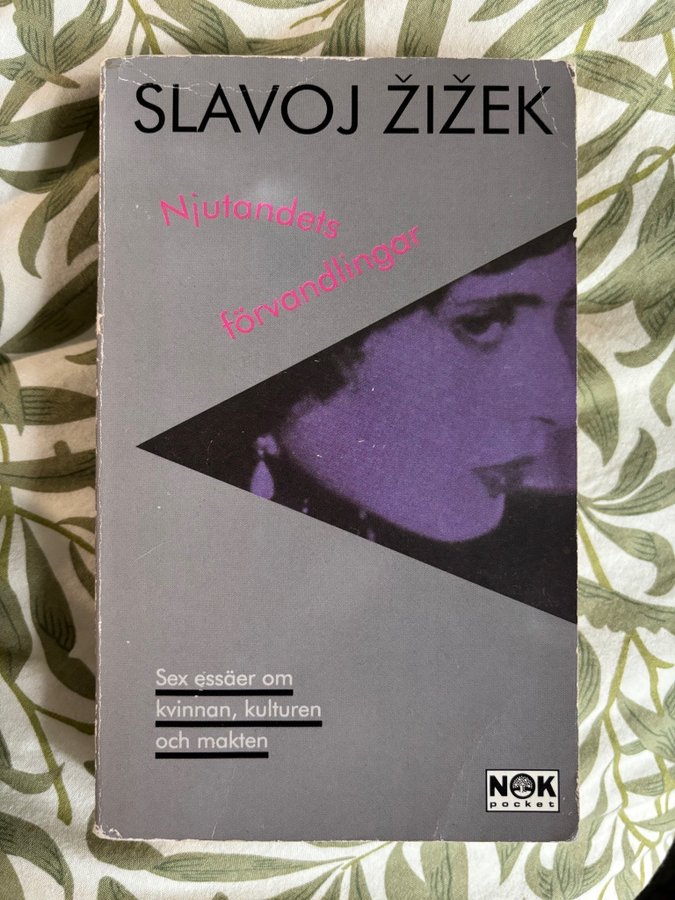 SLAVOJ ŽIŽEK
Njutandets
förvandlingar
Sex essäer om
kvinnan, kulturen
och makten
NOK
pocket